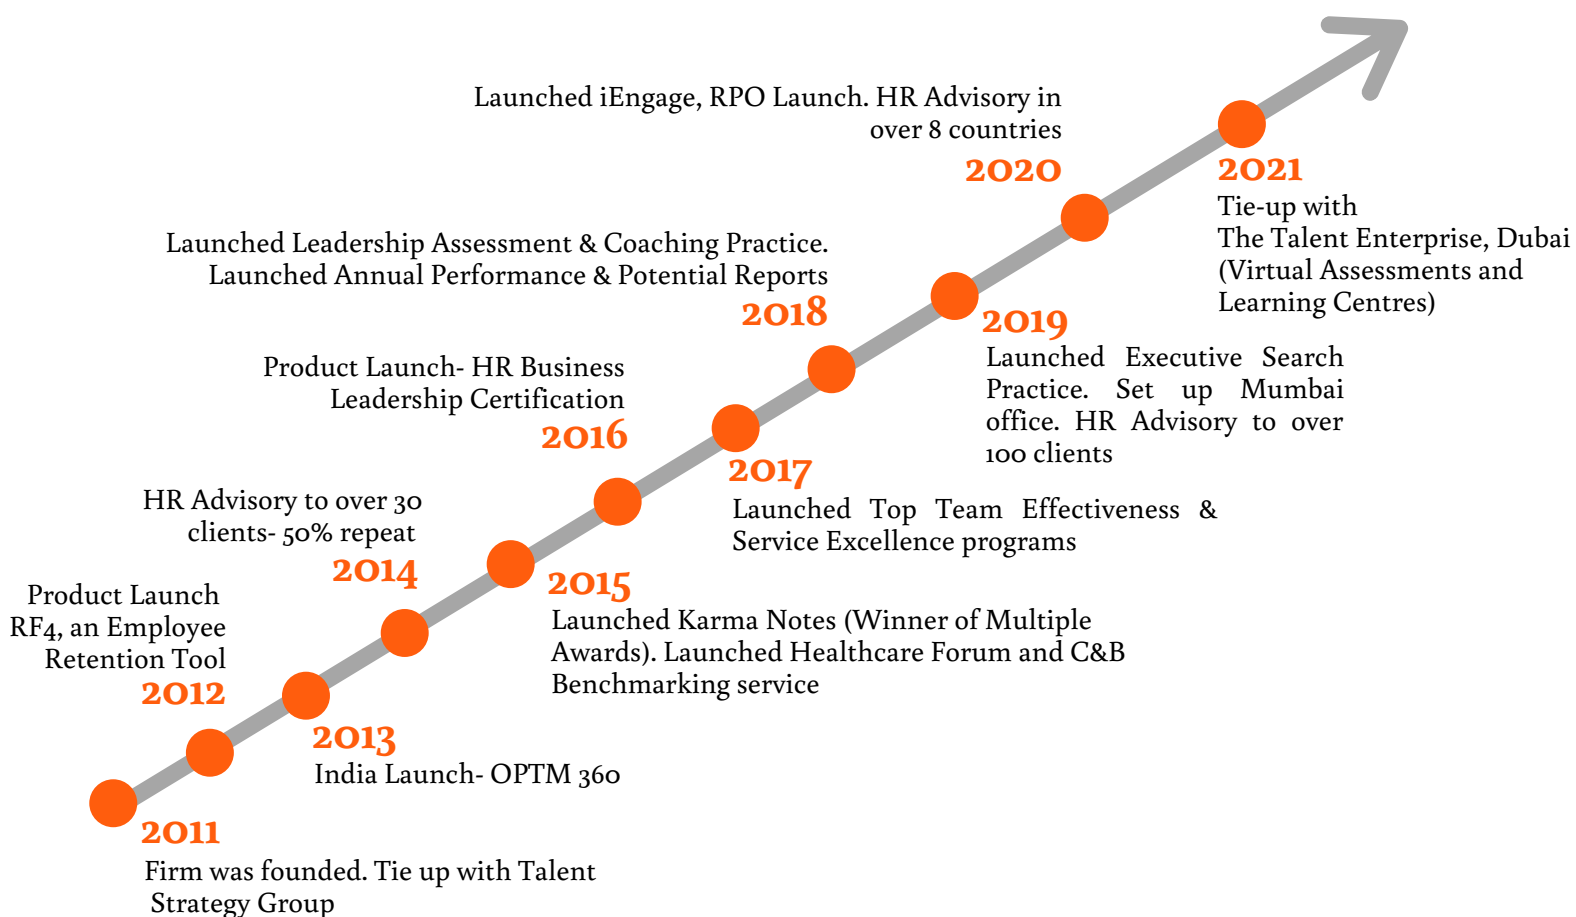 Launched iEngage, RPO Launch. HR Advisory in
over 8 countries
2020
2021
Tie-up with
The Talent Enterprise, Dubai
(Virtual Assessments and
Learning Centres)
Launched Leadership Assessment & Coaching Practice.
Launched Annual Performance & Potential Reports
2018
2019
Launched Executive Search
Practice. Set up Mumbai
office. HR Advisory to over
100 clients
Product Launch- HR Business
Leadership Certification
2016
2017
Launched Top Team Effectiveness &
Service Excellence programs
HR Advisory to over 30
clients- 50% repeat
2014
2015
Launched Karma Notes (Winner of Multiple
Awards). Launched Healthcare Forum and C&B
Benchmarking service
Product Launch
RF4, an Employee
Retention Tool
2012
2013
India Launch- OPTM 360
2011
Firm was founded. Tie up with Talent
Strategy Group